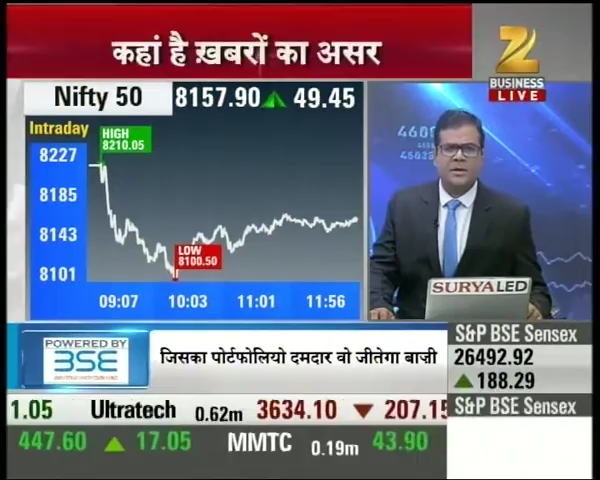 कहां है ख़बरों का असर
Z
BUSINESS
LIVE
Nifty 50 8157.90 ▲ 49.45
Intraday
HIGH
8210.05
8227
8185
8143
8101
LOW
8100.50
09:07 10:03 11:01 11:56
SURYA LED
POWERED BY
BSE
जिसका पोर्टफोलियो दमदार वो जीतेगा बाज़ी
S&P BSE Sensex
26492.92
▲ 188.29
S&P BSE Sensex
1.05 Ultratech 0.62m 3634.10 ▼ 207.15
447.60 ▲ 17.05 MMTC 0.19m 43.90